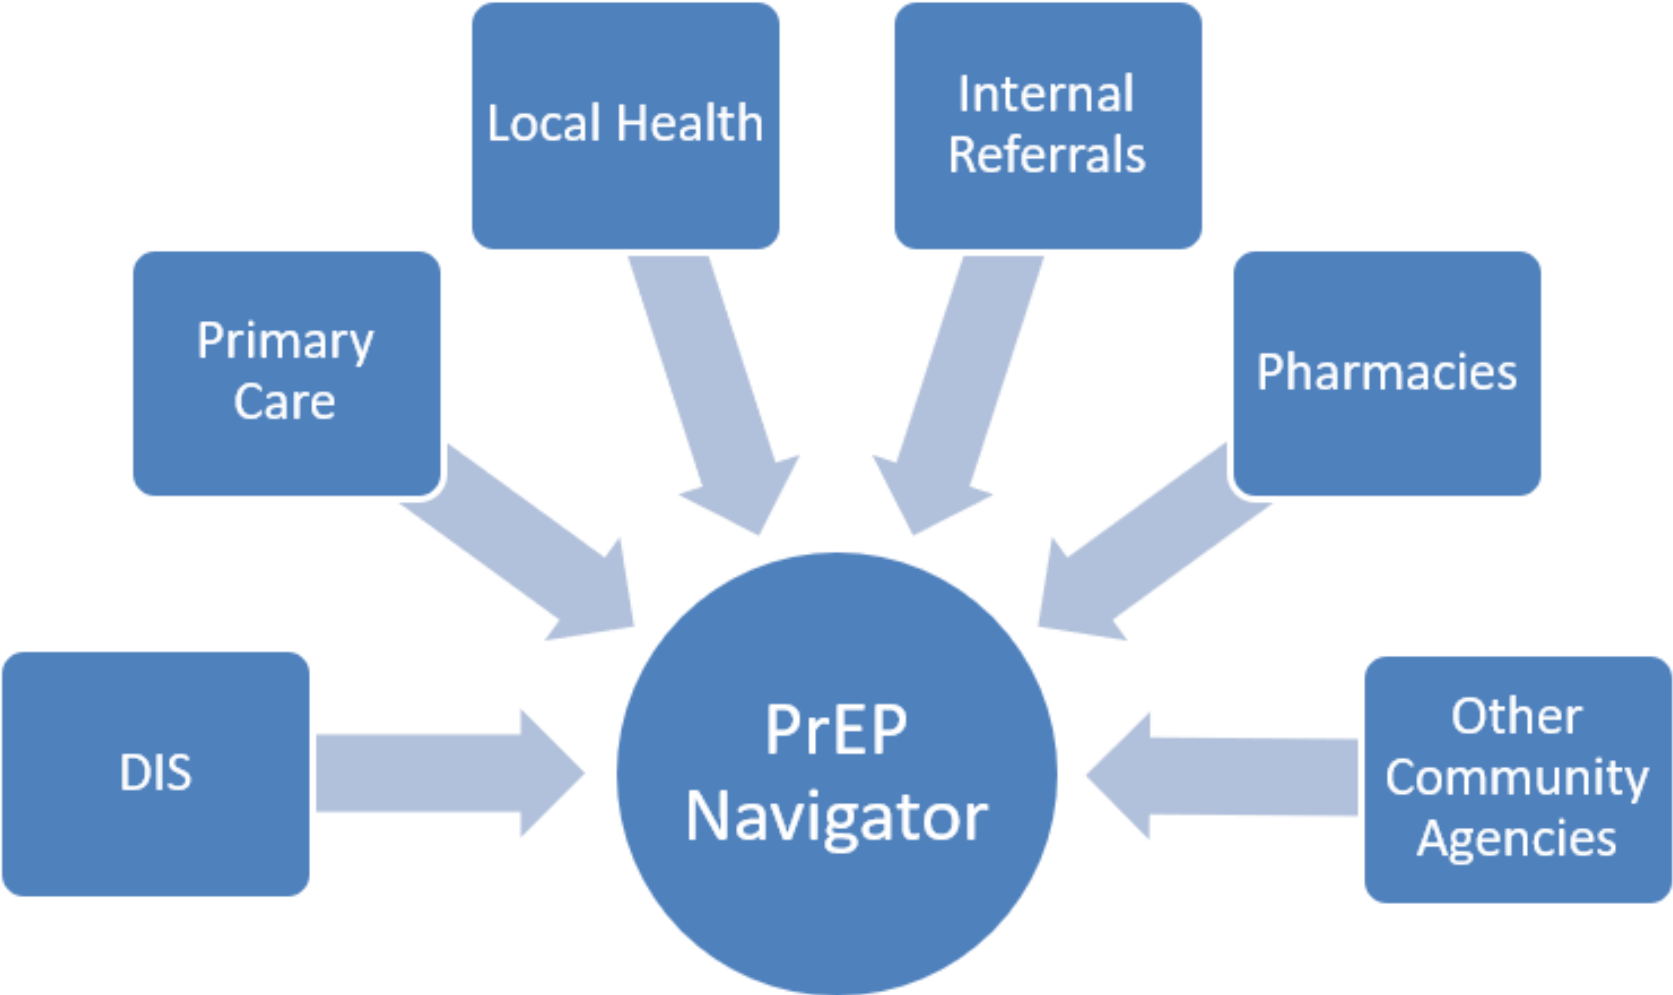 Local Health
Internal
Referrals
Primary
Care
Pharmacies
DIS
PrEP
Navigator
Other
Community
Agencies